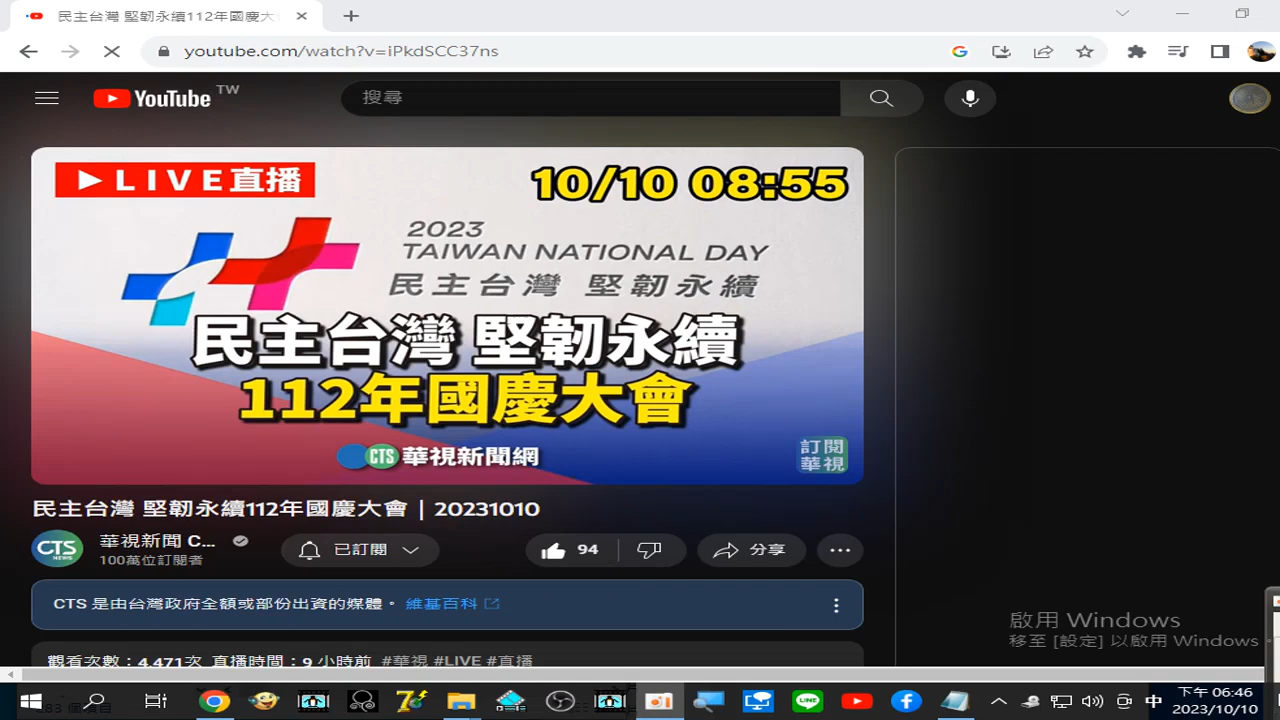 民主台灣 堅韌永續112年國慶大會
youtube.com/watch?v=iPkdSCC37ns
YouTube TW
搜尋
LIVE直播
10/10 08:55
2023
TAIWAN NATIONAL DAY
民主台灣 堅韌永續
民主台灣 堅韌永續
112年國慶大會
CTS 華視新聞網
訂閱
華視
民主台灣 堅韌永續112年國慶大會 | 20231010
CTS NEWS
華視新聞 C...
100萬位訂閱者
已訂閱
94
分享
CTS 是由台灣政府全額或部份出資的媒體。 維基百科
觀看次數：4,471次 直播時間：9 小時前 #華視 #LIVE #直播
啟用 Windows
移至 [設定] 以啟用 Windows。
中
下午 06:46
2023/10/10